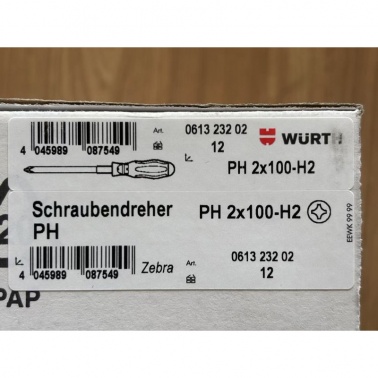 Art. 0613 232 02 WÜRTH
4 045989 087549 12
PH 2x100-H2
Schraubendreher PH 2x100-H2
PH
EEWK 99 99
Art. 0613 232 02
4 045989 087549 Zebra 12
PAP